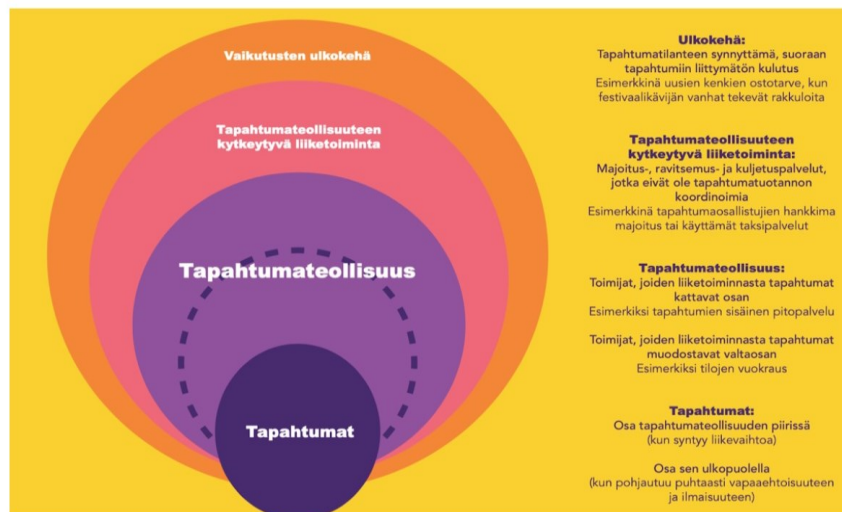 Vaikutusten ulkokehä
Tapahtumateollisuuteen
kytkeytyvä liiketoiminta
Tapahtumateollisuus
Tapahtumat
Ulkokehä:
Tapahtumatilanteen synnyttämä, suoraan
tapahtumiin liittymätön kulutus
Esimerkkinä uusien kenkien ostotarve, kun
festivaalikävijän vanhat tekevät rakkuloita
Tapahtumateollisuuteen
kytkeytyvä liiketoiminta:
Majoitus-, ravitsemus- ja kuljetuspalvelut,
jotka eivät ole tapahtumatuotannon
koordinoimia
Esimerkkinä tapahtumaosallistujien hankkima
majoitus tai käyttämät taksipalvelut
Tapahtumateollisuus:
Toimijat, joiden liiketoiminnasta tapahtumat
kattavat osan
Esimerkiksi tapahtumien sisäinen pitopalvelu
Toimijat, joiden liiketoiminnasta tapahtumat
muodostavat valtaosan
Esimerkiksi tilojen vuokraus
Tapahtumat:
Osa tapahtumateollisuuden piirissä
(kun syntyy liikevaihtoa)
Osa sen ulkopuolella
(kun pohjautuu puhtaasti vapaaehtoisuuteen
ja ilmaisuuteen)